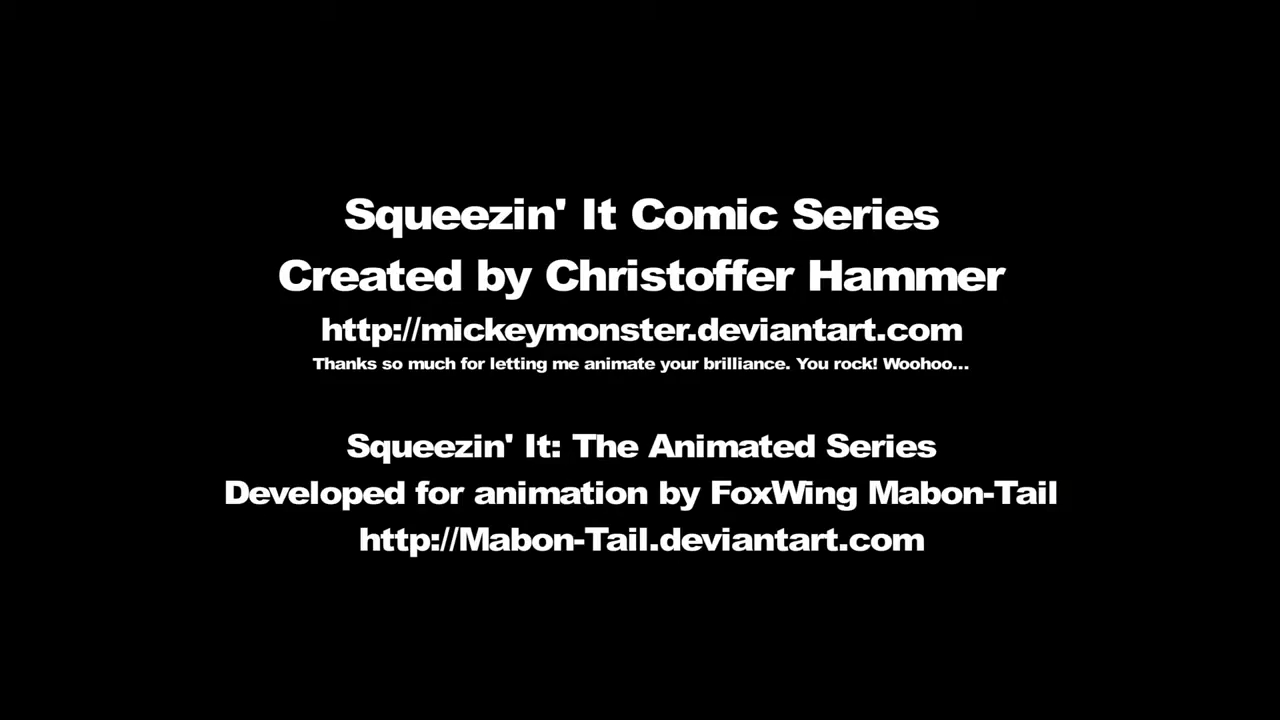 Squeezin' It Comic Series
Created by Christoffer Hammer
http://mickeymonster.deviantart.com
Thanks so much for letting me animate your brilliance. You rock! Woohoo...
Squeezin' It: The Animated Series
Developed for animation by FoxWing Mabon-Tail
http://Mabon-Tail.deviantart.com